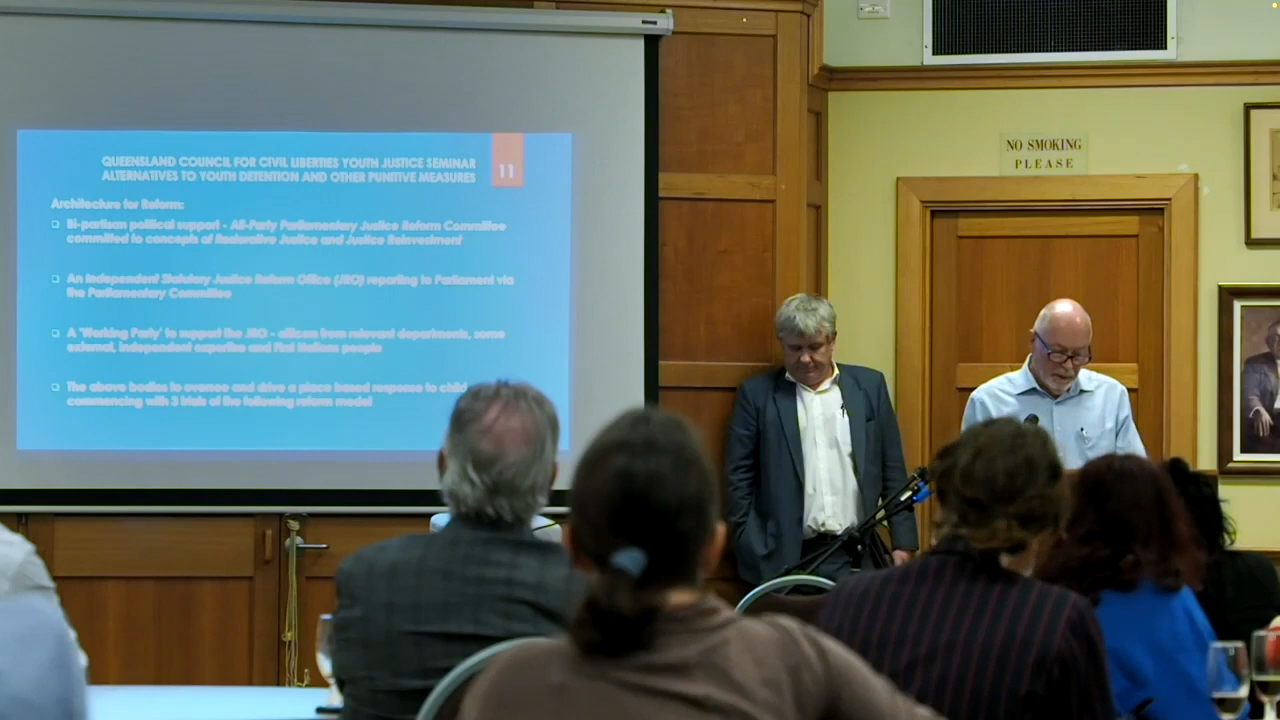 QUEENSLAND COUNCIL FOR CIVIL LIBERTIES YOUTH JUSTICE SEMINAR
ALTERNATIVES TO YOUTH DETENTION AND OTHER PUNITIVE MEASURES
11
Architecture for Reform:
Bi-partisan political support - All-Party Parliamentary Justice Reform Committee
committed to concepts of Restorative Justice and Justice Reinvestment
An Independent Statutory Justice Reform Office (JRO) reporting to Parliament via
the Parliamentary Committee
A 'Working Party' to support the JRO - officers from relevant departments, some
external, independent expertise and First Nations people
The above bodies to oversee and drive a place based response to child
commencing with 3 trials of the following reform model
NO SMOKING
PLEASE